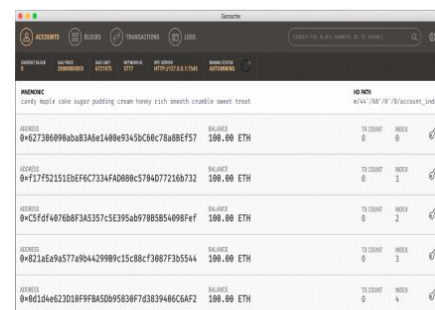 Ganache
ACCOUNTS BLOCKS TRANSACTIONS LOGS SEARCH FOR BLOCK NUMBERS OR TX HASHES
CURRENT BLOCK GAS PRICE GAS LIMIT NETWORK ID RPC SERVER MINING STATUS
0 20000000000 6721975 5777 HTTP://127.0.0.1:7545 AUTOMINING
MNEMONIC HD PATH
candy maple cake sugar pudding cream honey rich smooth crumble sweet treat m/44'/60'/0'/0/account_ind
ADDRESS BALANCE TX COUNT INDEX
0×627306090abaB3A6e1400e9345bC60c78a8BEf57 100.00 ETH 0 0
ADDRESS BALANCE TX COUNT INDEX
0×f17f52151EbEF6C7334FAD080c5704D77216b732 100.00 ETH 0 1
ADDRESS BALANCE TX COUNT INDEX
0×C5fdf4076b8F3A5357c5E395ab970B5B54098Fef 100.00 ETH 0 2
ADDRESS BALANCE TX COUNT INDEX
0×821aEa9a577a9b44299B9c15c88cf3087F3b5544 100.00 ETH 0 3
ADDRESS BALANCE TX COUNT INDEX
0×0d1d4e623D10F9FBA5Db95830F7d3839406C6AF2 100.00 ETH 0 4